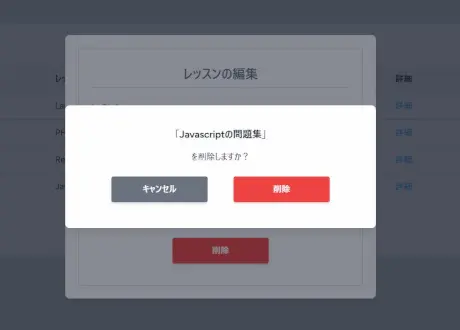 レッスンの編集
詳細
詳細
詳細
詳細
詳細
「Javascriptの問題集」
を削除しますか？
キャンセル
削除
削除